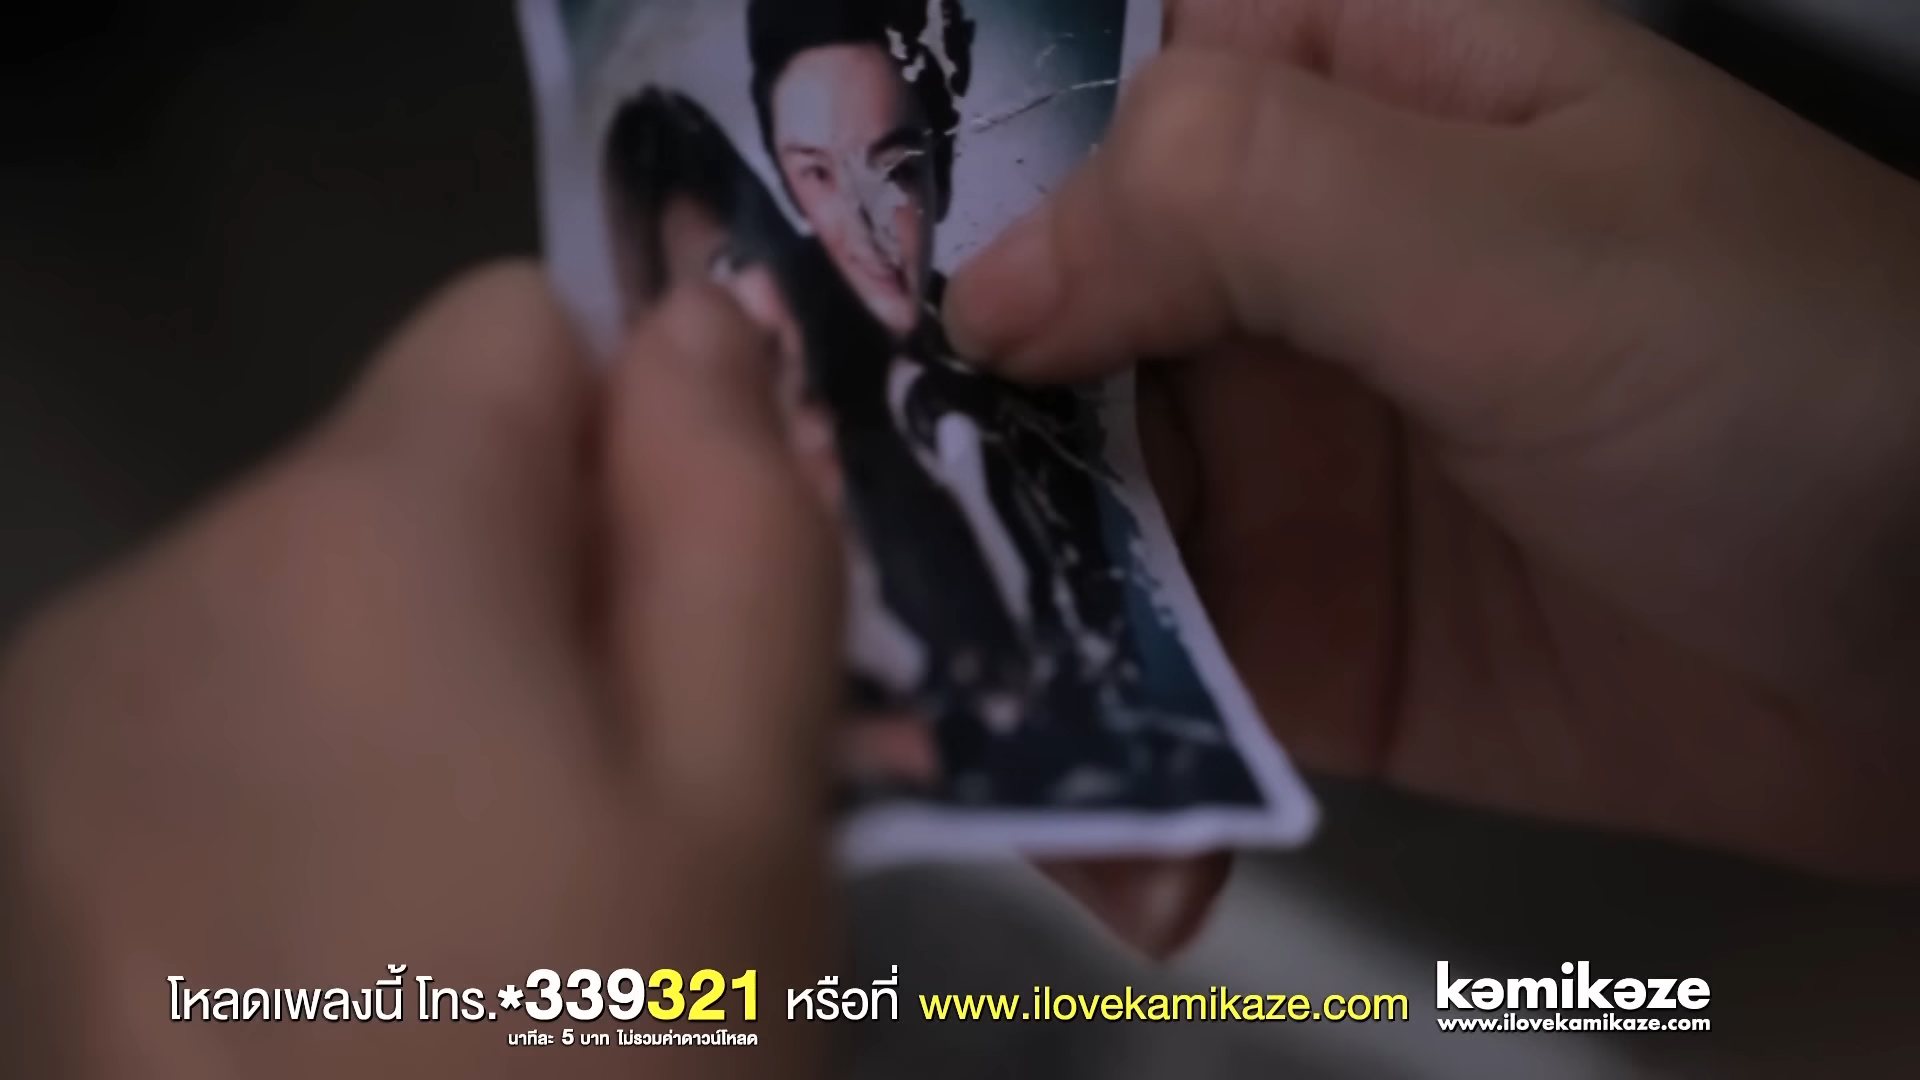 โหลดเพลงนี้ โทร.*339321 หรือที่ www.ilovekamikaze.com
นาทีละ 5 บาท ไม่รวมค่าดาวน์โหลด
kamikaze
www.ilovekamikaze.com